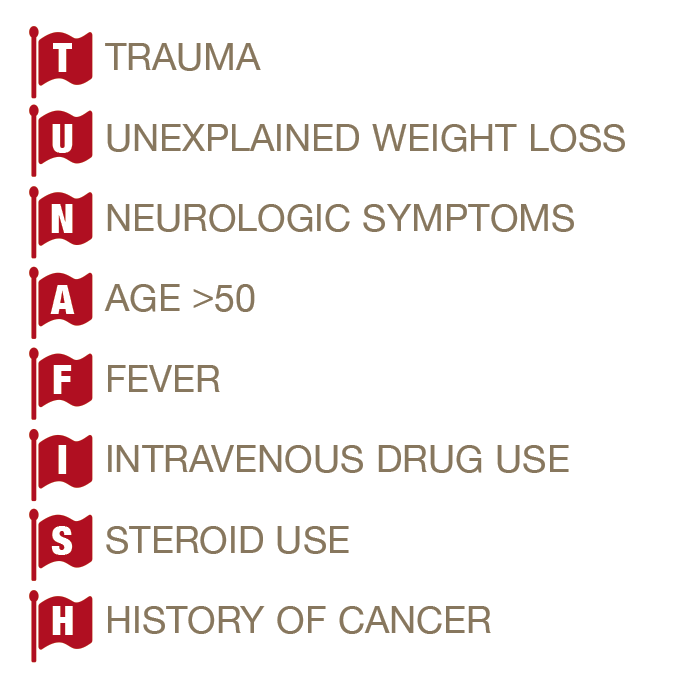 T TRAUMA
U UNEXPLAINED WEIGHT LOSS
N NEUROLOGIC SYMPTOMS
A AGE >50
F FEVER
I INTRAVENOUS DRUG USE
S STEROID USE
H HISTORY OF CANCER